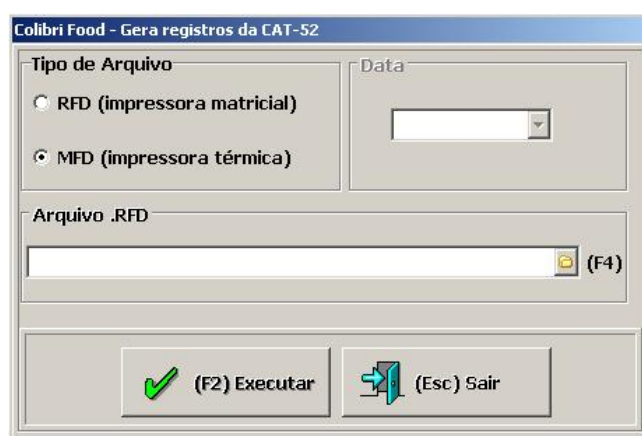 Colibri Food - Gera registros da CAT-52
Tipo de Arquivo
Data
RFD (impressora matricial)
MFD (impressora térmica)
Arquivo .RFD
(F4)
(F2) Executar
(Esc) Sair